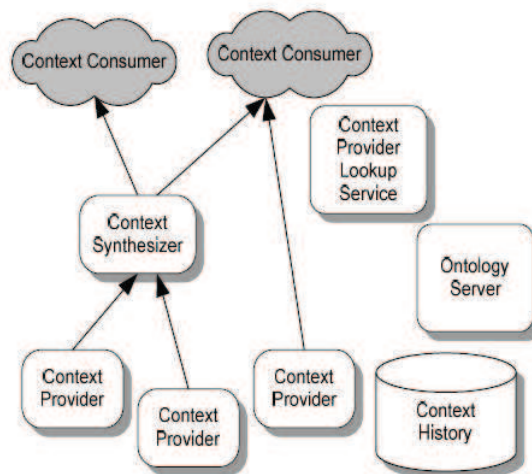 Context Consumer
Context Consumer
Context
Provider
Lookup
Service
Context
Synthesizer
Ontology
Server
Context
Provider
Context
Provider
Context
Provider
Context
History